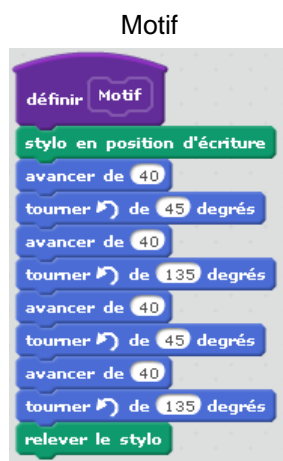 Motif
définir Motif
stylo en position d'écriture
avancer de 40
tourner de 45 degrés
avancer de 40
tourner de 135 degrés
avancer de 40
tourner de 45 degrés
avancer de 40
tourner de 135 degrés
relever le stylo